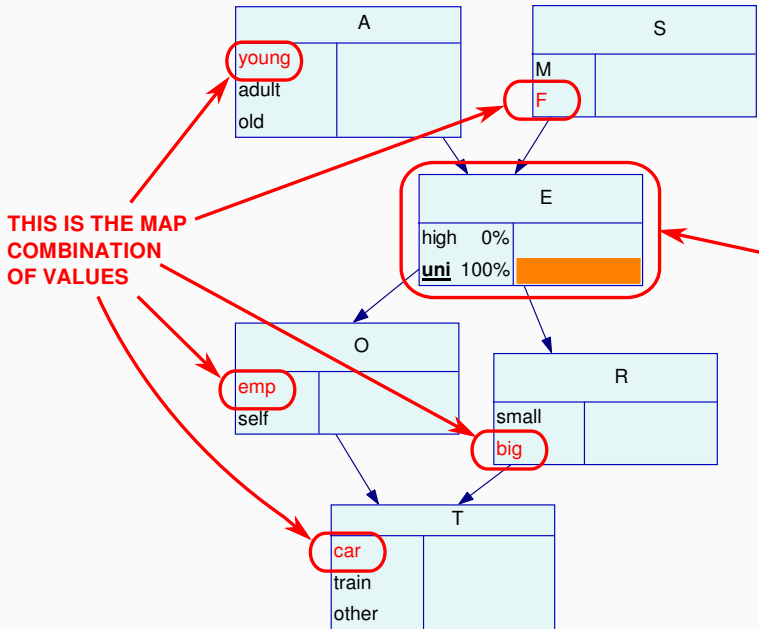 A
young
adult
old
S
M
F
THIS IS THE MAP
COMBINATION
OF VALUES
E
high 0%
uni 100%
O
emp
self
R
small
big
T
car
train
other